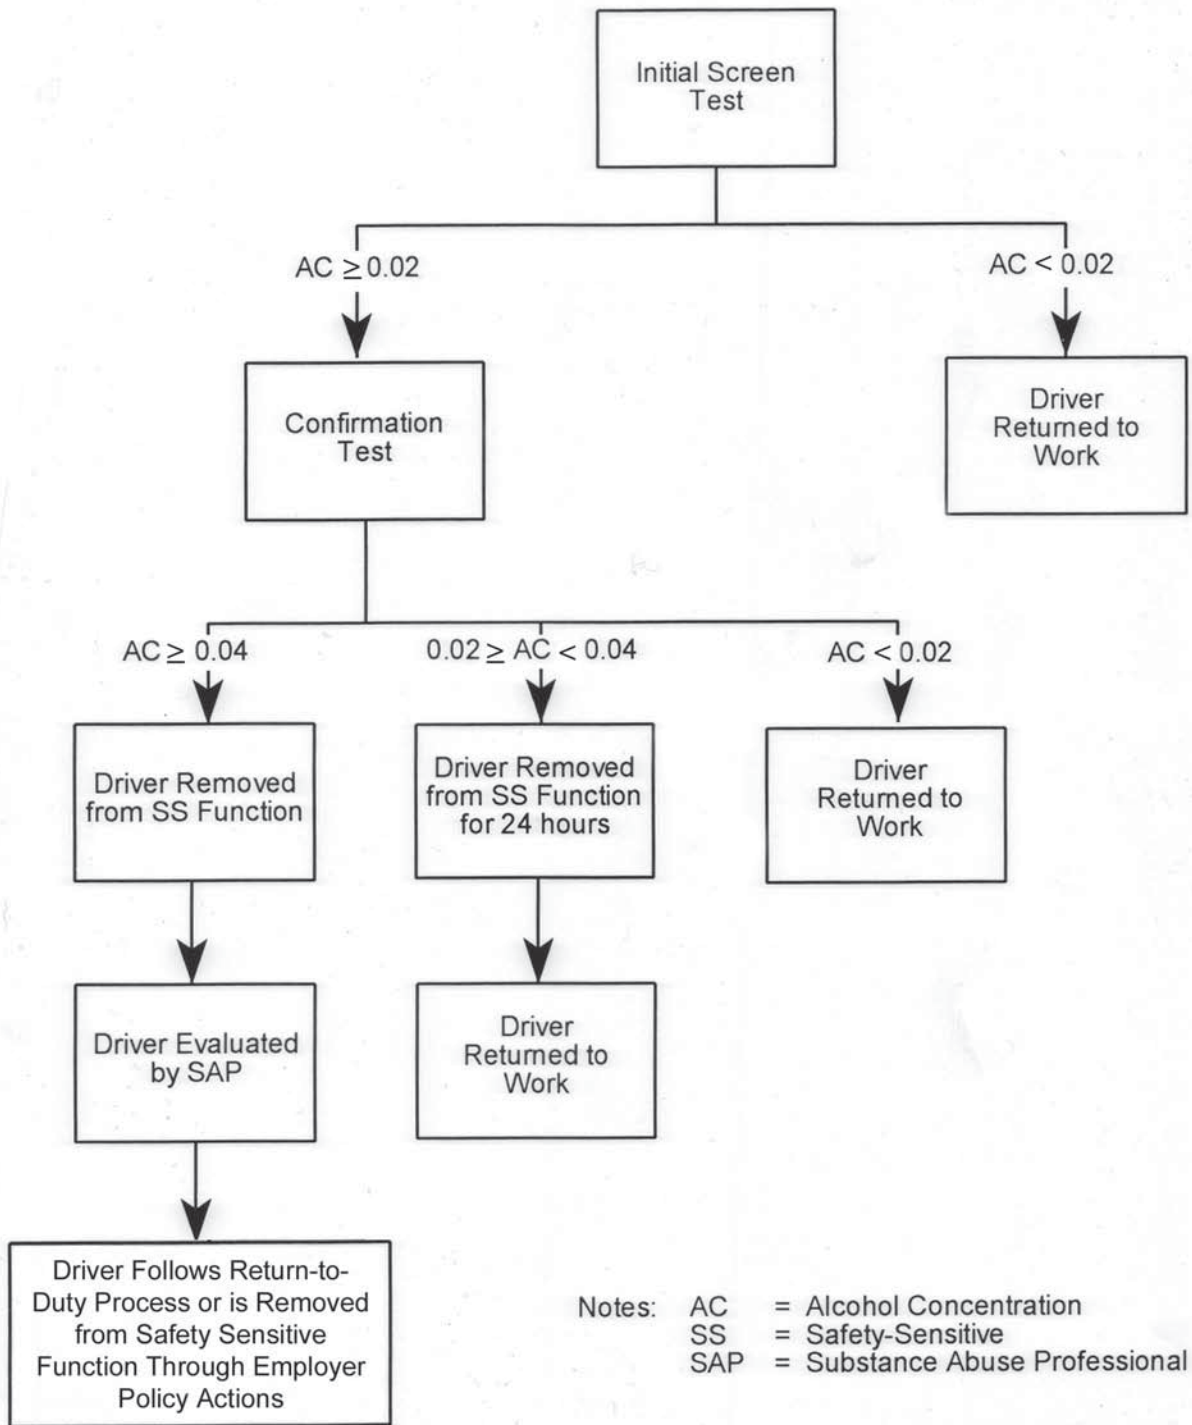 Initial Screen
Test
AC ≥ 0.02
AC < 0.02
Confirmation
Test
Driver
Returned to
Work
AC ≥ 0.04
0.02 ≥ AC < 0.04
AC < 0.02
Driver Removed
from SS Function
Driver Removed
from SS Function
for 24 hours
Driver
Returned to
Work
Driver Evaluated
by SAP
Driver
Returned to
Work
Driver Follows Return-to-
Duty Process or is Removed
from Safety Sensitive
Function Through Employer
Policy Actions
Notes: AC = Alcohol Concentration
SS = Safety-Sensitive
SAP = Substance Abuse Professional